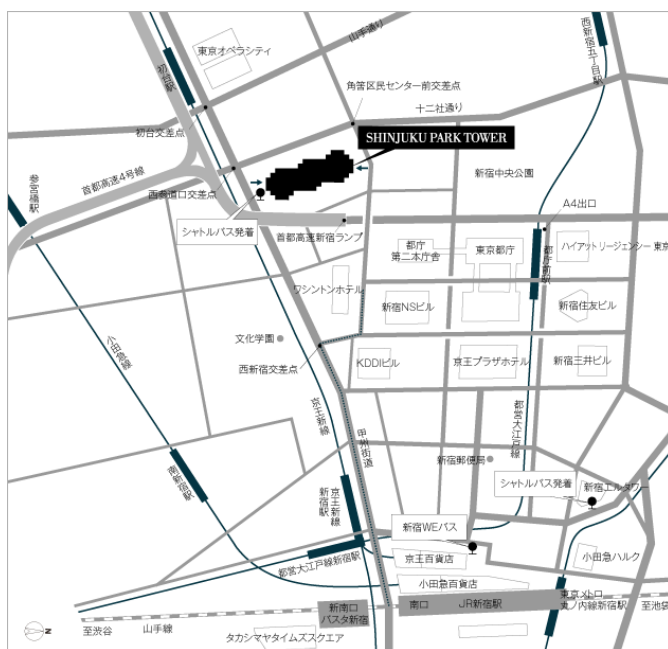 山手通り
西新宿五丁目駅
東京オペラシティ
初台駅
角筈区民センター前交差点
十二社通り
初台交差点
SHINJUKU PARK TOWER
参宮橋駅
首都高速4号線
西参道口交差点
新宿中央公園
A4出口
シャトルバス発着
首都高速新宿ランプ
都庁
第二本庁舎
東京都庁
都庁前駅
ハイアットリージェンシー 東京
ワシントンホテル
新宿NSビル
新宿住友ビル
小田急線
文化学園
西新宿交差点
KDDIビル
京王プラザホテル
新宿三井ビル
京王新線
甲州街道
都営大江戸線
南新宿駅
新宿郵便局
シャトルバス発着
新宿エルタワー
京王新線
新宿駅
新宿WEバス
京王百貨店
小田急ハルク
都営大江戸線新宿駅
小田急百貨店
東京メトロ
丸ノ内線新宿駅
新南口
バスタ新宿
南口
JR新宿駅
至渋谷
山手線
至池袋
タカシマヤタイムズスクエア
N